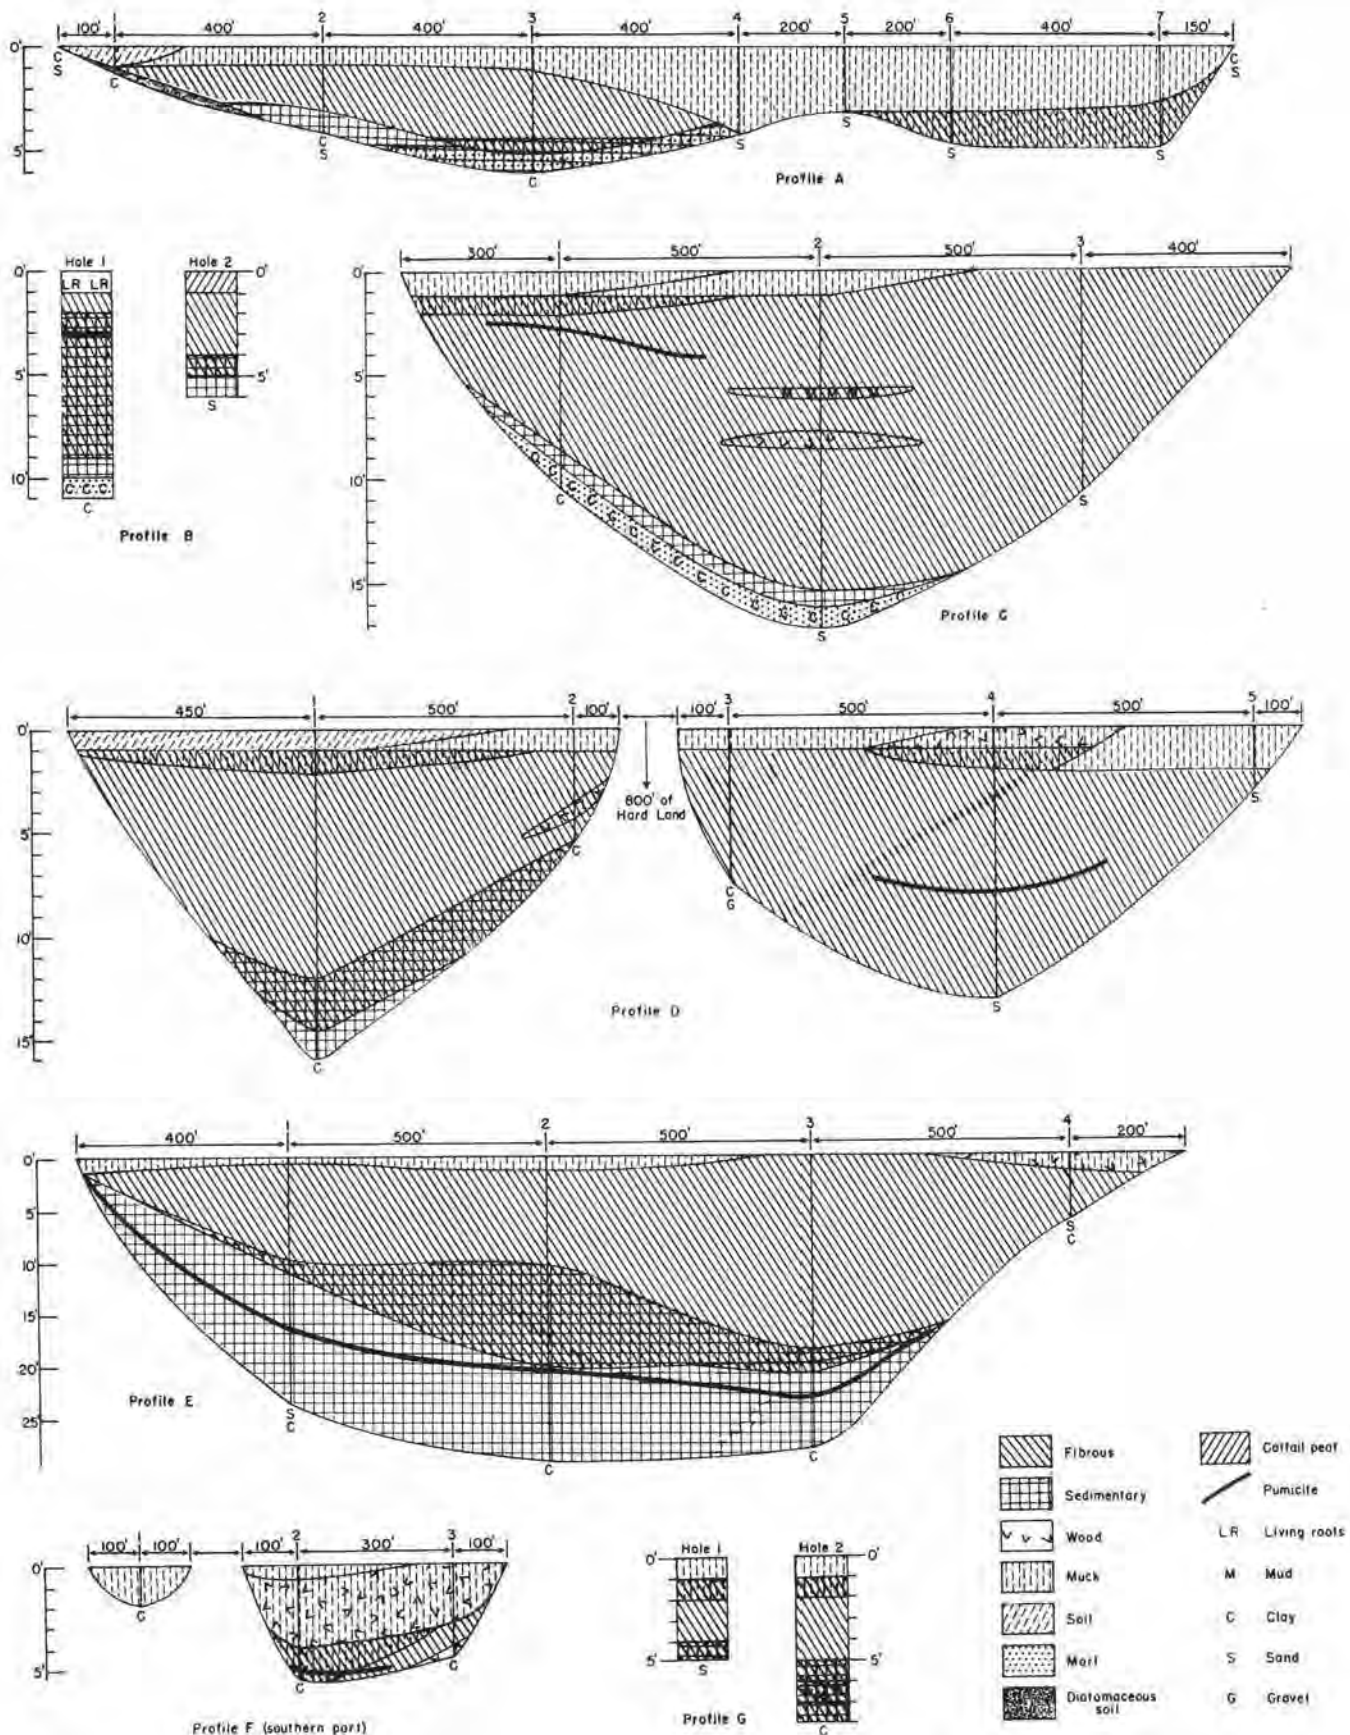 2 3 4 5 6 7
100' 400' 400' 400' 200' 200' 400' 150'
0'
C S
C
C S
C
S
S
S
S
C S
5'
Profile A
Hole 1
Hole 2
0'
LR LR
0'
5'
5'
S
10'
C C C
C
Profile B
2 3
300' 500' 500' 400'
0'
M M M M M
5'
10'
C
S
15'
S
Profile C
1 2 3 4 5
450' 500' 100' 100' 500' 500' 100'
0'
800' of
Hard Land
5'
C
C
G
S
10'
S
15'
C
Profile D
2 3 4
400' 500' 500' 500' 200'
0'
5'
S
C
10'
15'
20'
25'
S
C
C
C
Profile E
1 2 3
100' 100' 100' 300' 100'
0'
C
5'
C
C
Profile F (southern part)
Hole 1
Hole 2
0'
0'
5'
5'
S
C
Profile G
Fibrous
Sedimentary
Wood
Muck
Soil
Marl
Diatomaceous
soil
Cattail peat
Pumicite
LR Living roots
M Mud
C Clay
S Sand
G Gravel